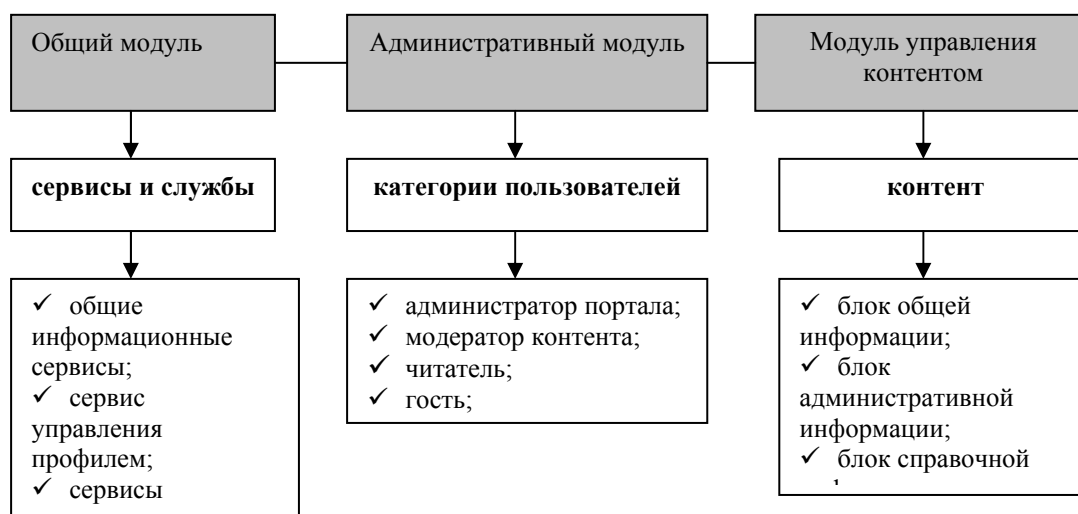 Общий модуль
Административный модуль
Модуль управления
контентом
сервисы и службы
категории пользователей
контент
✓ общие
информационные
сервисы;
✓ сервис
управления
профилем;
✓ сервисы
✓ администратор портала;
✓ модератор контента;
✓ читатель;
✓ гость;
✓ блок общей
информации;
✓ блок
административной
информации;
✓ блок справочной